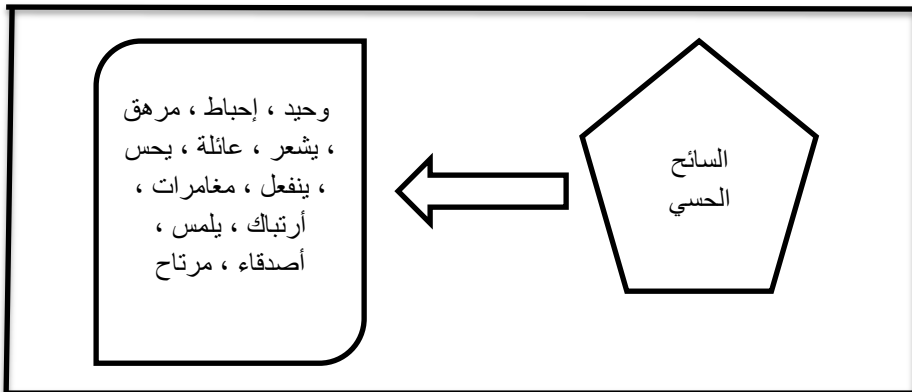 السائح
الحسي
وحيد ، إحباط ، مرهق
، يشعر ، عائلة ، يحس
، ينفعل ، مغامرات ،
أرتباك ، يلمس ،
أصدقاء ، مرتاح